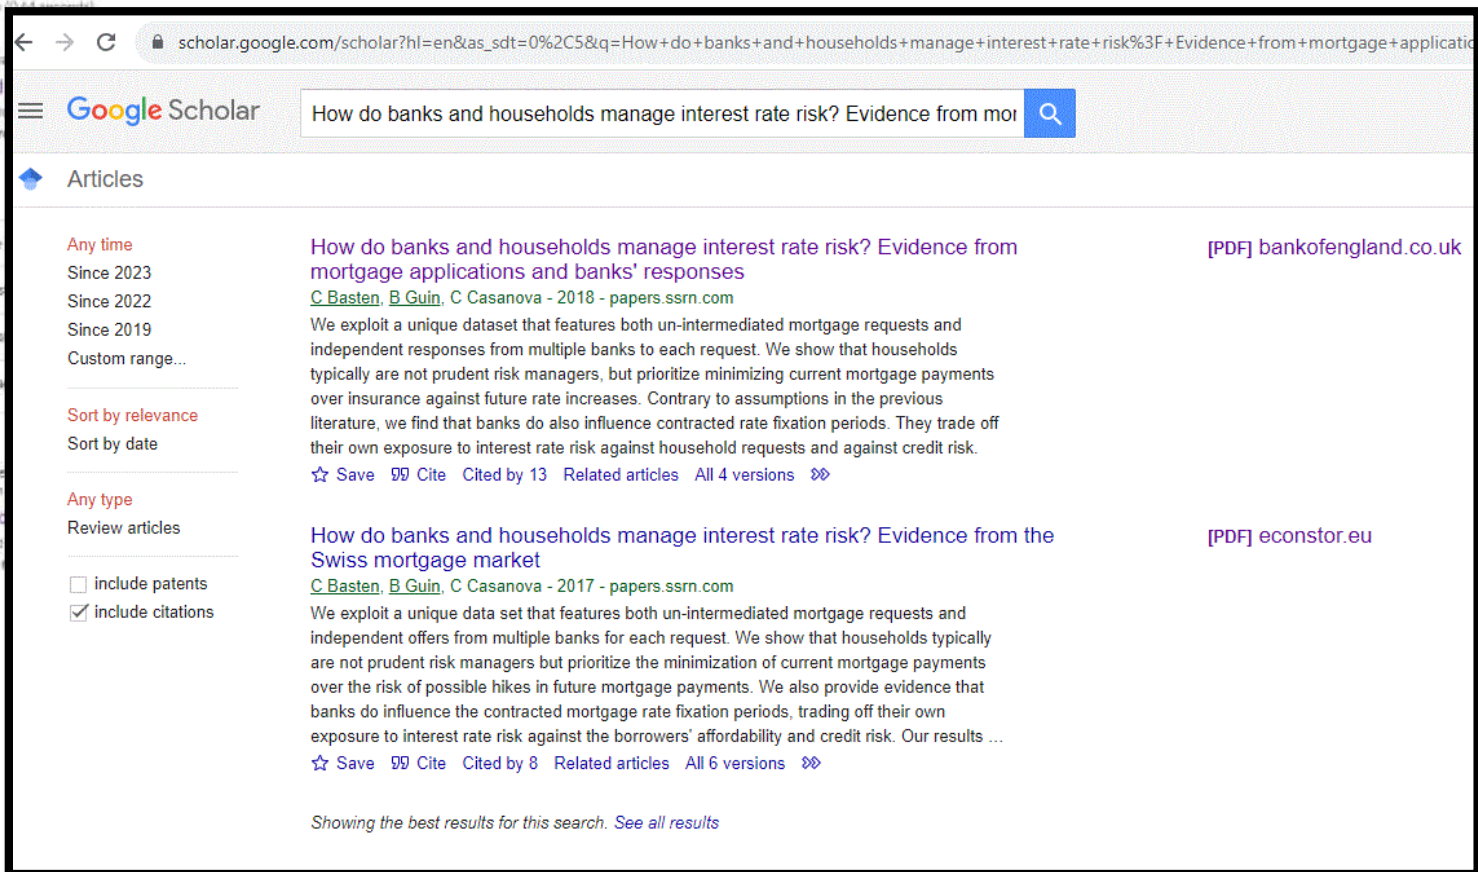 scholar.google.com/scholar?hl=en&as_sdt=0%2C5&q=How+do+banks+and+households+manage+interest+rate+risk%3F+Evidence+from+mortgage+applicatic
Google Scholar
How do banks and households manage interest rate risk? Evidence from mor
Articles
Any time
Since 2023
Since 2022
Since 2019
Custom range...
Sort by relevance
Sort by date
Any type
Review articles
include patents
include citations
How do banks and households manage interest rate risk? Evidence from
mortgage applications and banks' responses
C Basten, B Guin, C Casanova - 2018 - papers.ssrn.com
We exploit a unique dataset that features both un-intermediated mortgage requests and
independent responses from multiple banks to each request. We show that households
typically are not prudent risk managers, but prioritize minimizing current mortgage payments
over insurance against future rate increases. Contrary to assumptions in the previous
literature, we find that banks do also influence contracted rate fixation periods. They trade off
their own exposure to interest rate risk against household requests and against credit risk.
Save Cite Cited by 13 Related articles All 4 versions
[PDF] bankofengland.co.uk
How do banks and households manage interest rate risk? Evidence from the
Swiss mortgage market
C Basten, B Guin, C Casanova - 2017 - papers.ssrn.com
We exploit a unique data set that features both un-intermediated mortgage requests and
independent offers from multiple banks for each request. We show that households typically
are not prudent risk managers but prioritize the minimization of current mortgage payments
over the risk of possible hikes in future mortgage payments. We also provide evidence that
banks do influence the contracted mortgage rate fixation periods, trading off their own
exposure to interest rate risk against the borrowers' affordability and credit risk. Our results ...
Save Cite Cited by 8 Related articles All 6 versions
[PDF] econstor.eu
Showing the best results for this search. See all results